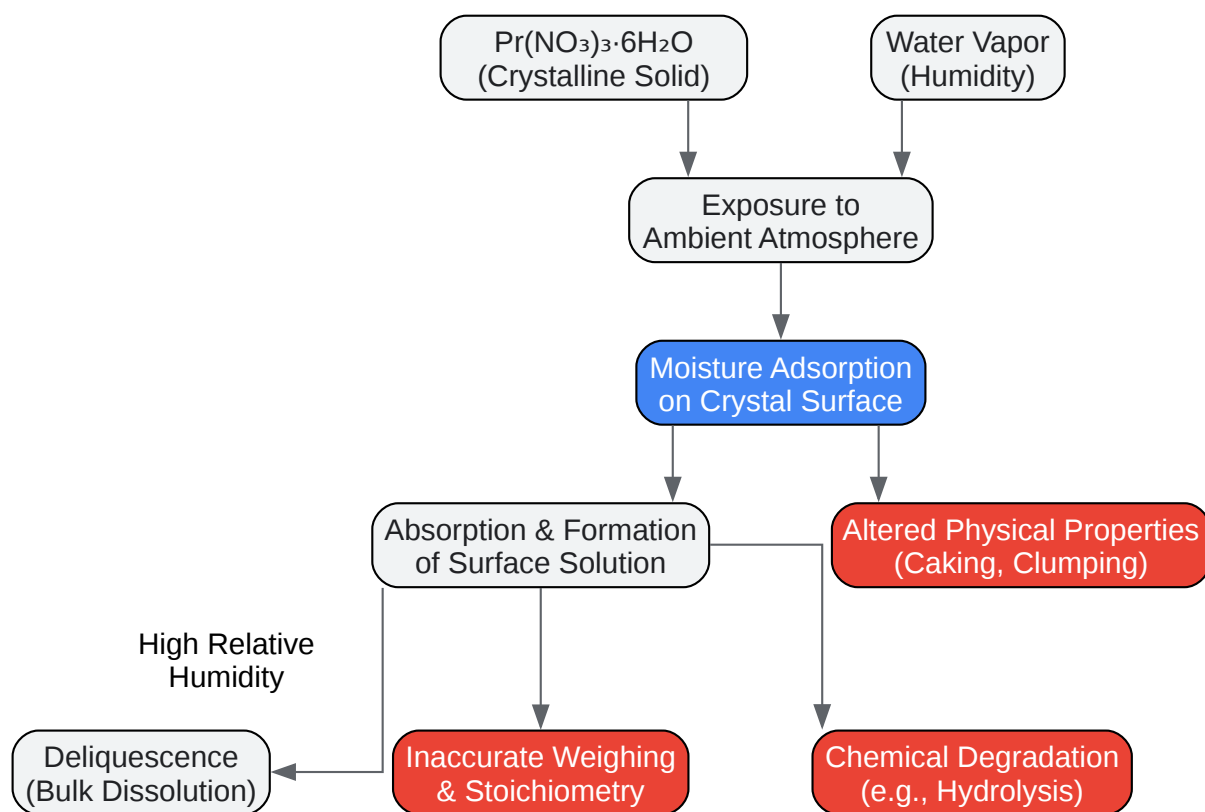 Pr(NO₃)₃·6H₂O
(Crystalline Solid)
Water Vapor
(Humidity)
Exposure to
Ambient Atmosphere
Moisture Adsorption
on Crystal Surface
Absorption & Formation
of Surface Solution
Altered Physical Properties
(Caking, Clumping)
High Relative
Humidity
Deliquescence
(Bulk Dissolution)
Inaccurate Weighing
& Stoichiometry
Chemical Degradation
(e.g., Hydrolysis)